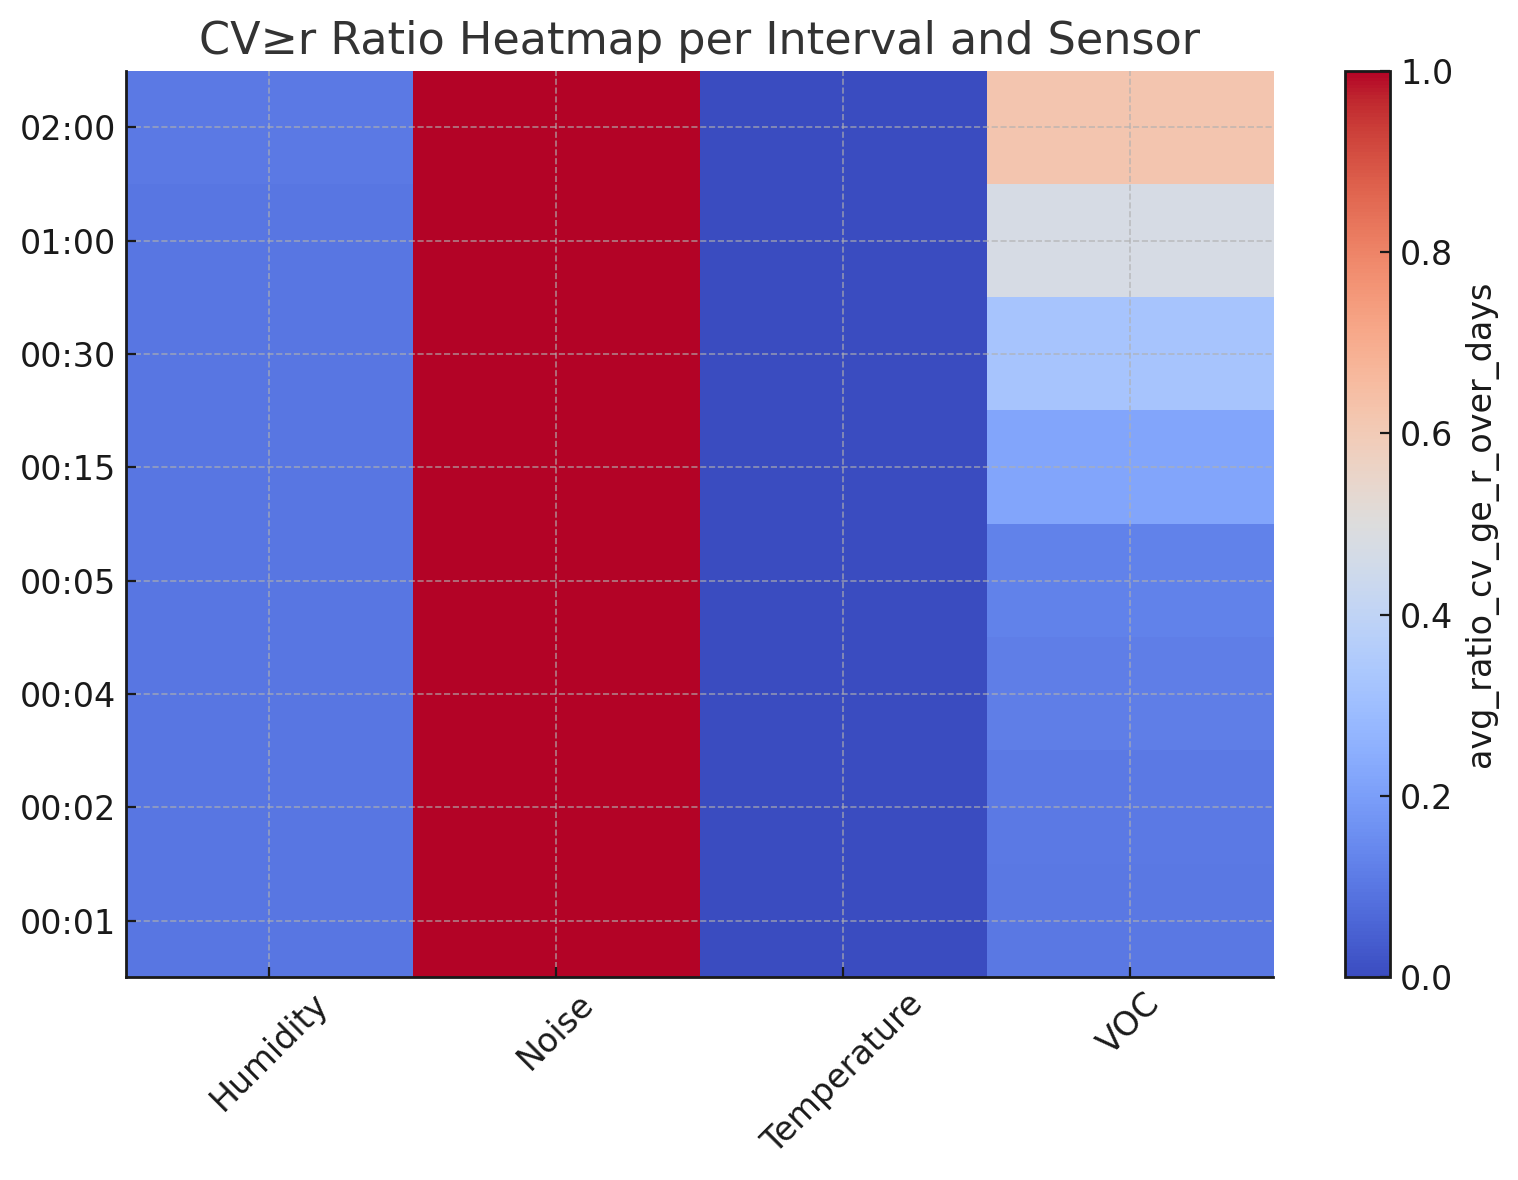 CV≥r Ratio Heatmap per Interval and Sensor
02:00
01:00
00:30
00:15
00:05
00:04
00:02
00:01
Humidity
Noise
Temperature
VOC
1.0
0.8
0.6
0.4
0.2
0.0
avg_ratio_cv_ge_r_over_days